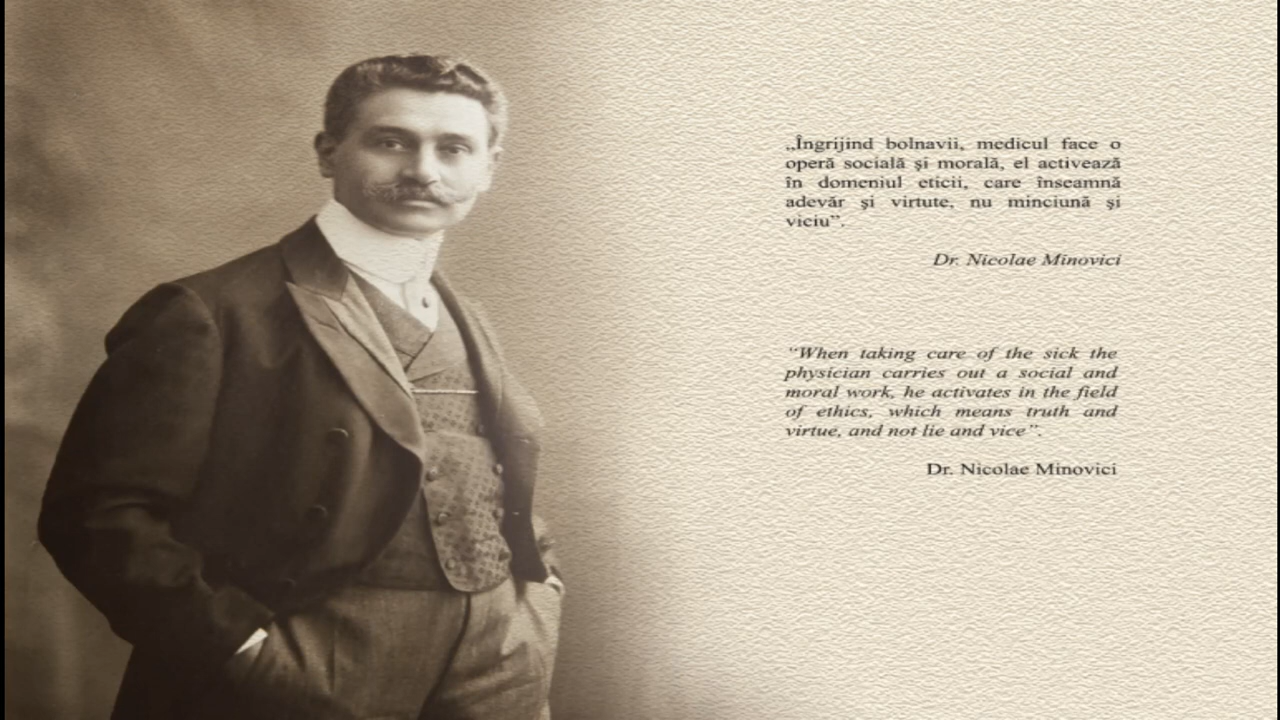 „Îngrijind bolnavii, medicul face o
operă socială şi morală, el activează
în domeniul eticii, care înseamnă
adevăr şi virtute, nu minciună şi
viciu”.
Dr. Nicolae Minovici
“When taking care of the sick the
physician carries out a social and
moral work, he activates in the field
of ethics, which means truth and
virtue, and not lie and vice”.
Dr. Nicolae Minovici